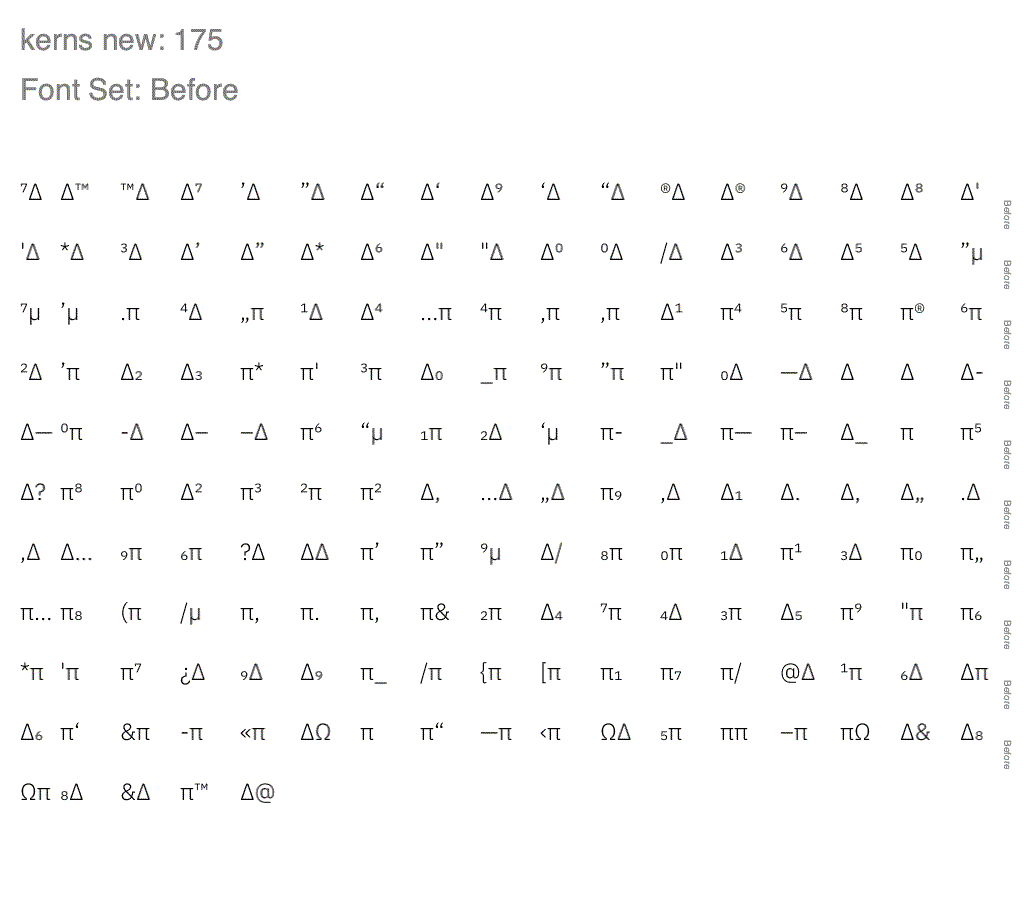 kerns new: 175
Font Set: Before
⁷Δ Δ™ ™Δ Δ⁷ ’Δ ”Δ Δ“ Δ‘ Δ⁹ ‘Δ “Δ ®Δ Δ® ⁹Δ ⁸Δ Δ⁸ Δ' Before
'Δ *Δ ³Δ Δ’ Δ” Δ* Δ⁶ Δ" "Δ Δ⁰ ⁰Δ /Δ Δ³ ⁶Δ Δ⁵ ⁵Δ ”μ Before
⁷μ ’μ .π ⁴Δ „π ¹Δ Δ⁴ …π ⁴π ,π ‚π Δ¹ π⁴ ⁵π ⁸π π® ⁶π Before
²Δ ’π Δ₂ Δ₃ π* π' ³π Δ₀ _π ⁹π ”π π" ₀Δ —Δ Δ Δ Δ- Before
Δ— ⁰π -Δ Δ– –Δ π⁶ “μ ₁π ₂Δ ‘μ π- _Δ π— π– Δ_ π π⁵ Before
Δ? π⁸ π⁰ Δ² π³ ²π π² Δ, …Δ „Δ π₉ ,Δ Δ₁ Δ. Δ‚ Δ„ .Δ Before
‚Δ Δ… ₉π ₆π ?Δ ΔΔ π’ π” ⁹μ Δ/ ₈π ₀π ₁Δ π¹ ₃Δ π₀ π„ Before
π… π₈ (π /μ π, π. π‚ π& ₂π Δ₄ ⁷π ₄Δ ₃π Δ₅ π⁹ "π π₆ Before
*π 'π π⁷ ¿Δ ₉Δ Δ₉ π_ /π {π [π π₁ π₇ π/ @Δ ¹π ₆Δ Δπ Before
Δ₆ π‘ &π -π «π ΔΩ π π“ —π ‹π ΩΔ ₅π ππ –π πΩ Δ& Δ₈ Before
Ωπ ₈Δ &Δ π™ Δ@